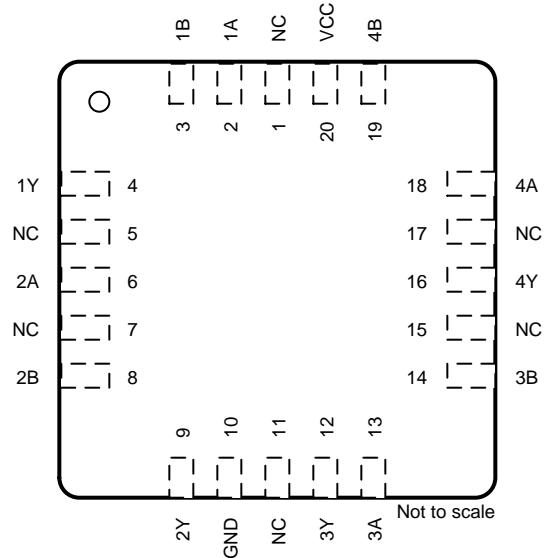 1B 1A NC VCC 4B
3 2 1 20 19
1Y 4 18 4A
NC 5 17 NC
2A 6 16 4Y
NC 7 15 NC
2B 8 14 3B
9 10 11 12 13
2Y GND NC 3Y 3A
Not to scale